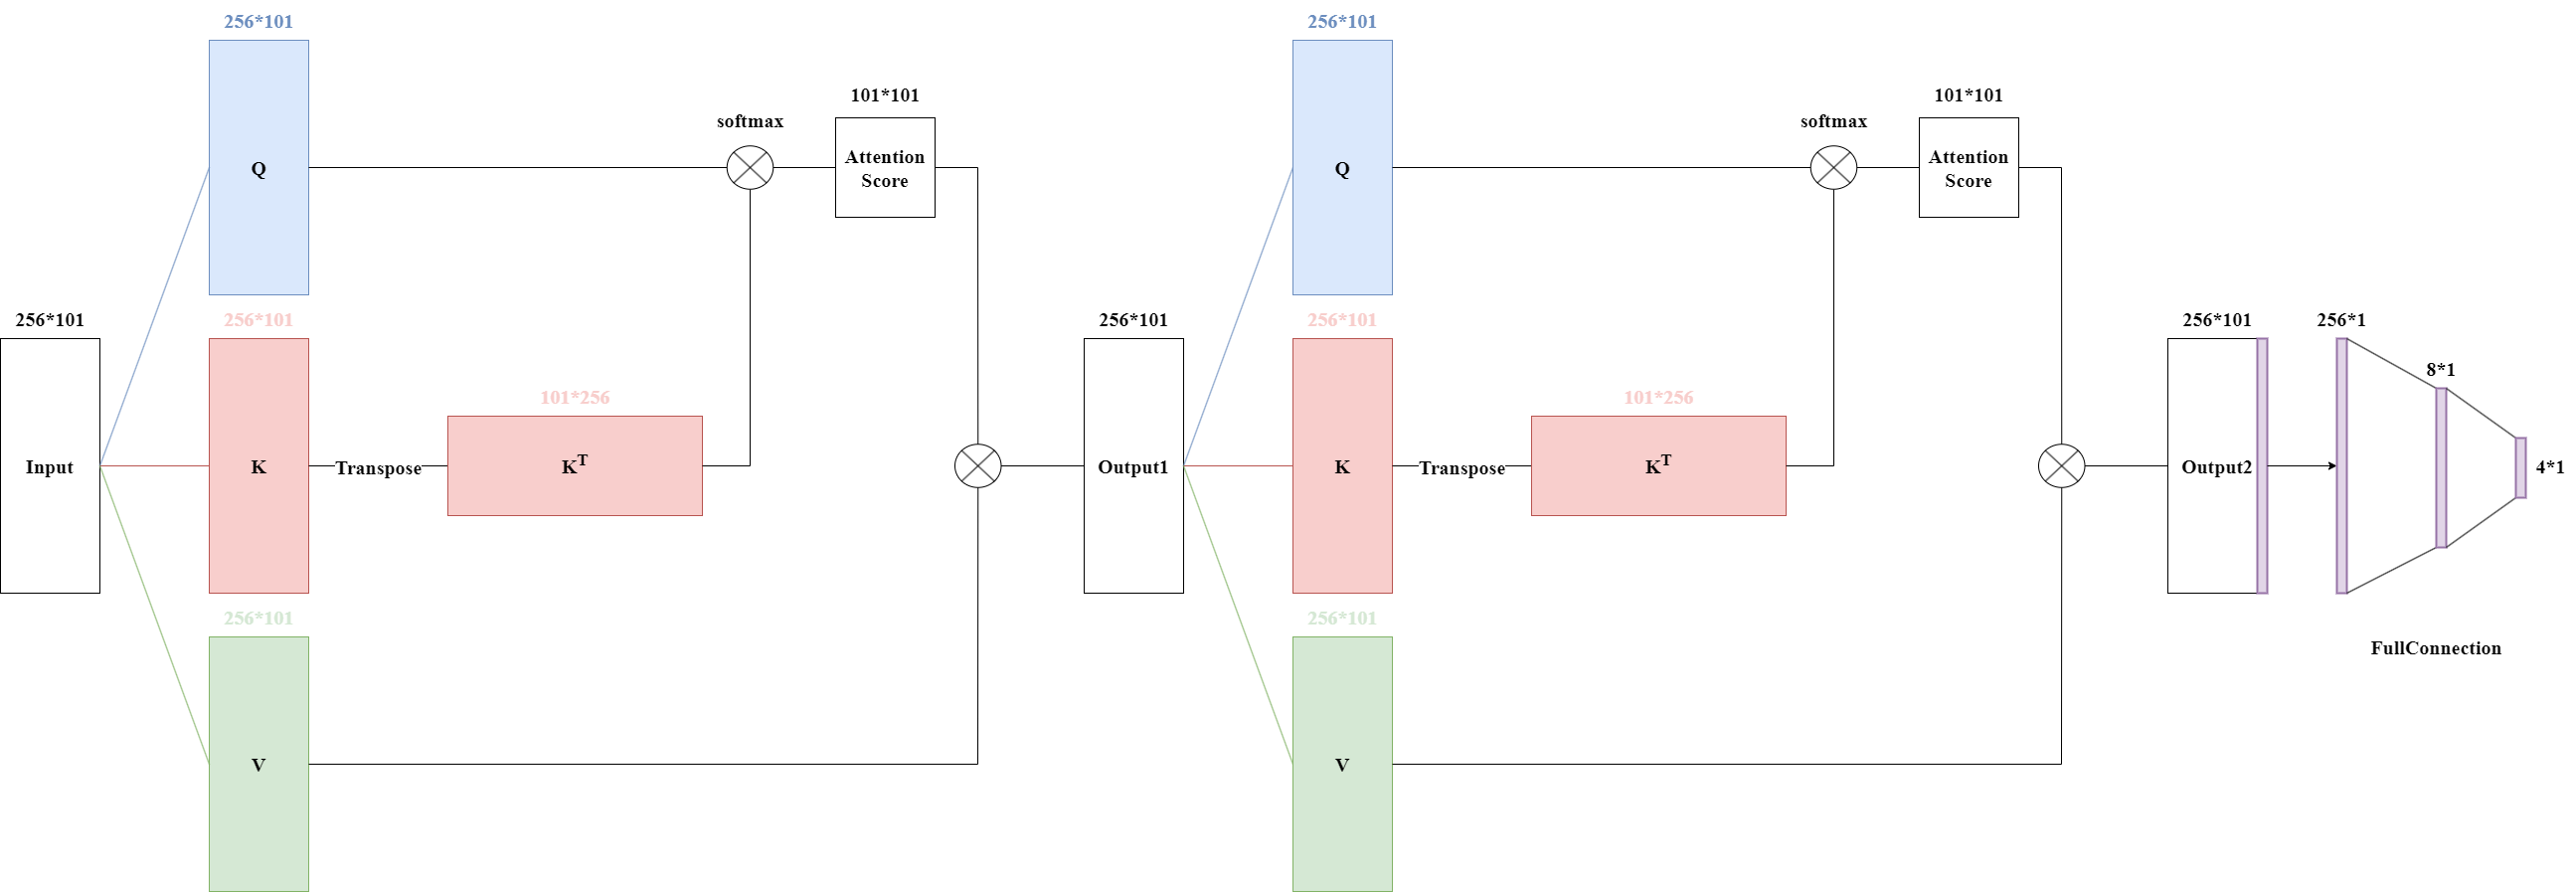 256*101
256*101
101*101
101*101
softmax
softmax
Attention
Score
Attention
Score
Q
Q
256*101
256*101
256*101
256*101
256*101
256*1
8*1
101*256
101*256
Input
K
Transpose
K^T
Output1
K
Transpose
K^T
Output2
4*1
256*101
256*101
FullConnection
V
V